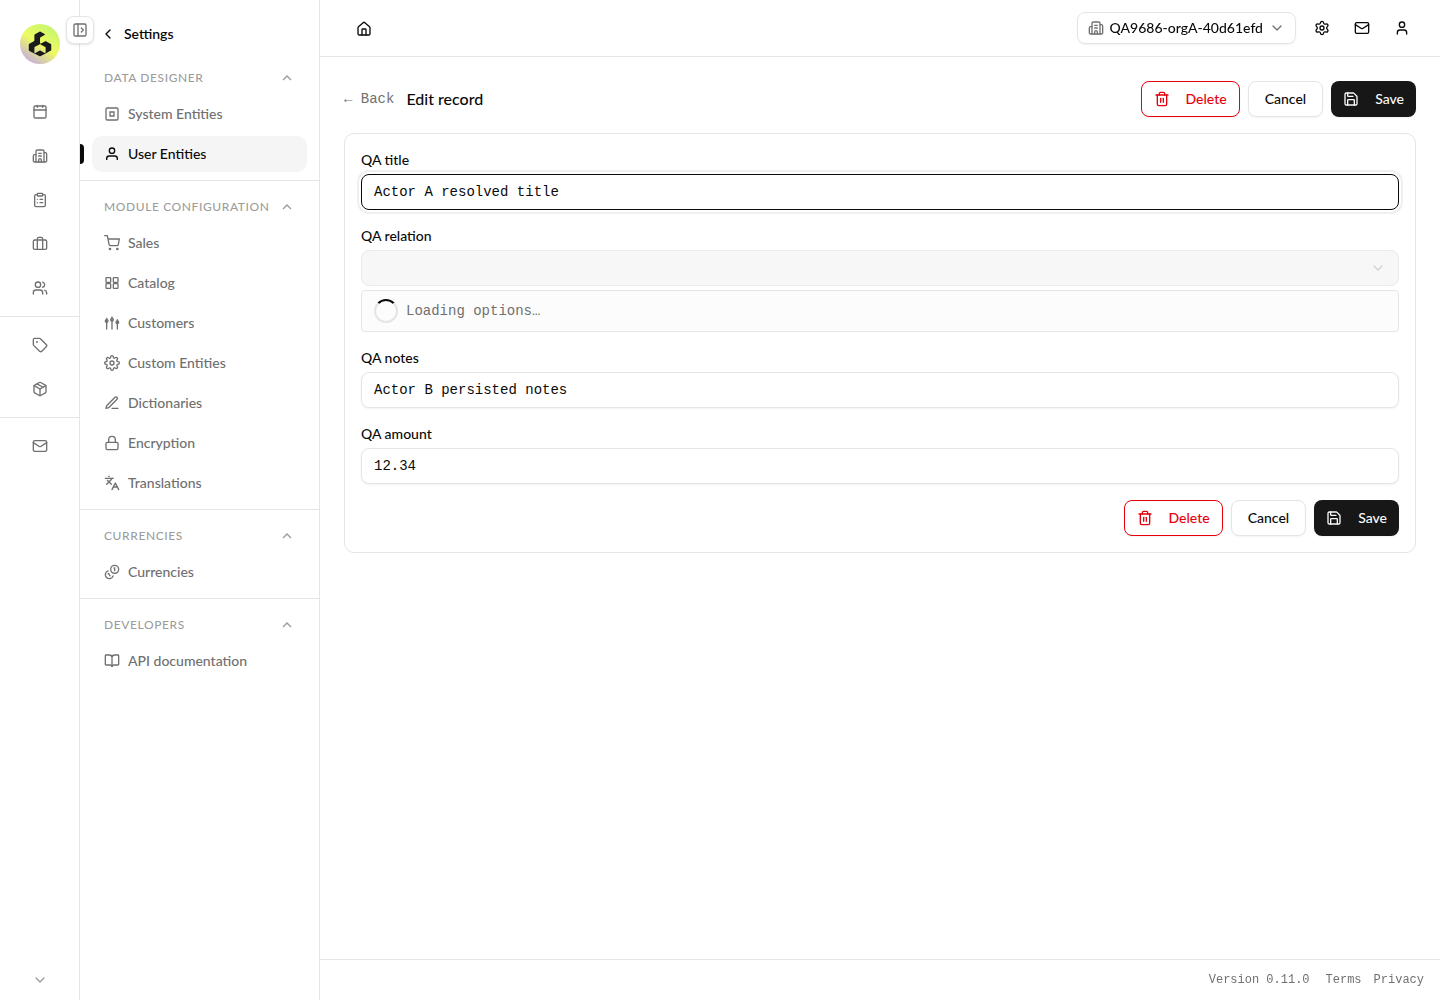 Settings
QA9686-orgA-40d61efd
DATA DESIGNER
System Entities
User Entities
MODULE CONFIGURATION
Sales
Catalog
Customers
Custom Entities
Dictionaries
Encryption
Translations
CURRENCIES
Currencies
DEVELOPERS
API documentation
← Back Edit record
Delete Cancel Save
QA title
Actor A resolved title
QA relation
Loading options…
QA notes
Actor B persisted notes
QA amount
12.34
Delete Cancel Save
Version 0.11.0 Terms Privacy